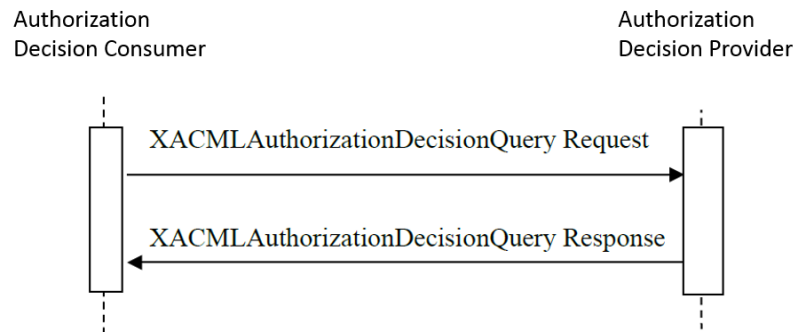 Authorization
Decision Consumer
Authorization
Decision Provider
XACMLAuthorizationDecisionQuery Request
XACMLAuthorizationDecisionQuery Response